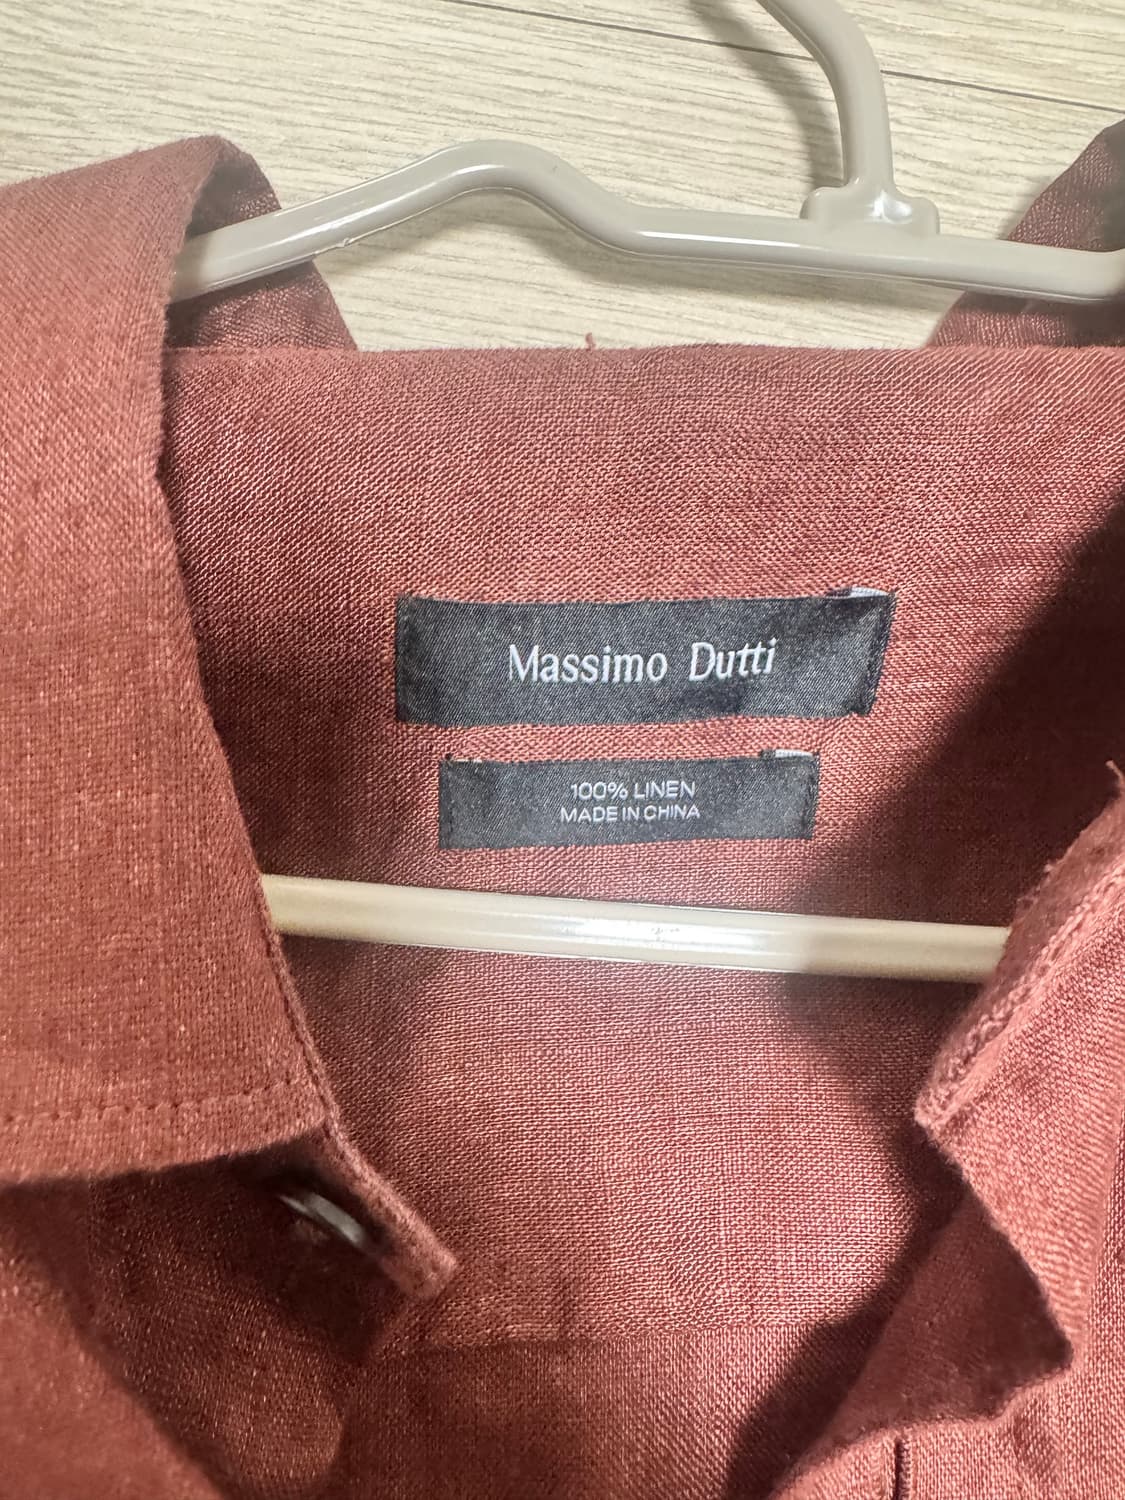 Massimo Dutti
100% LINEN
MADE IN CHINA